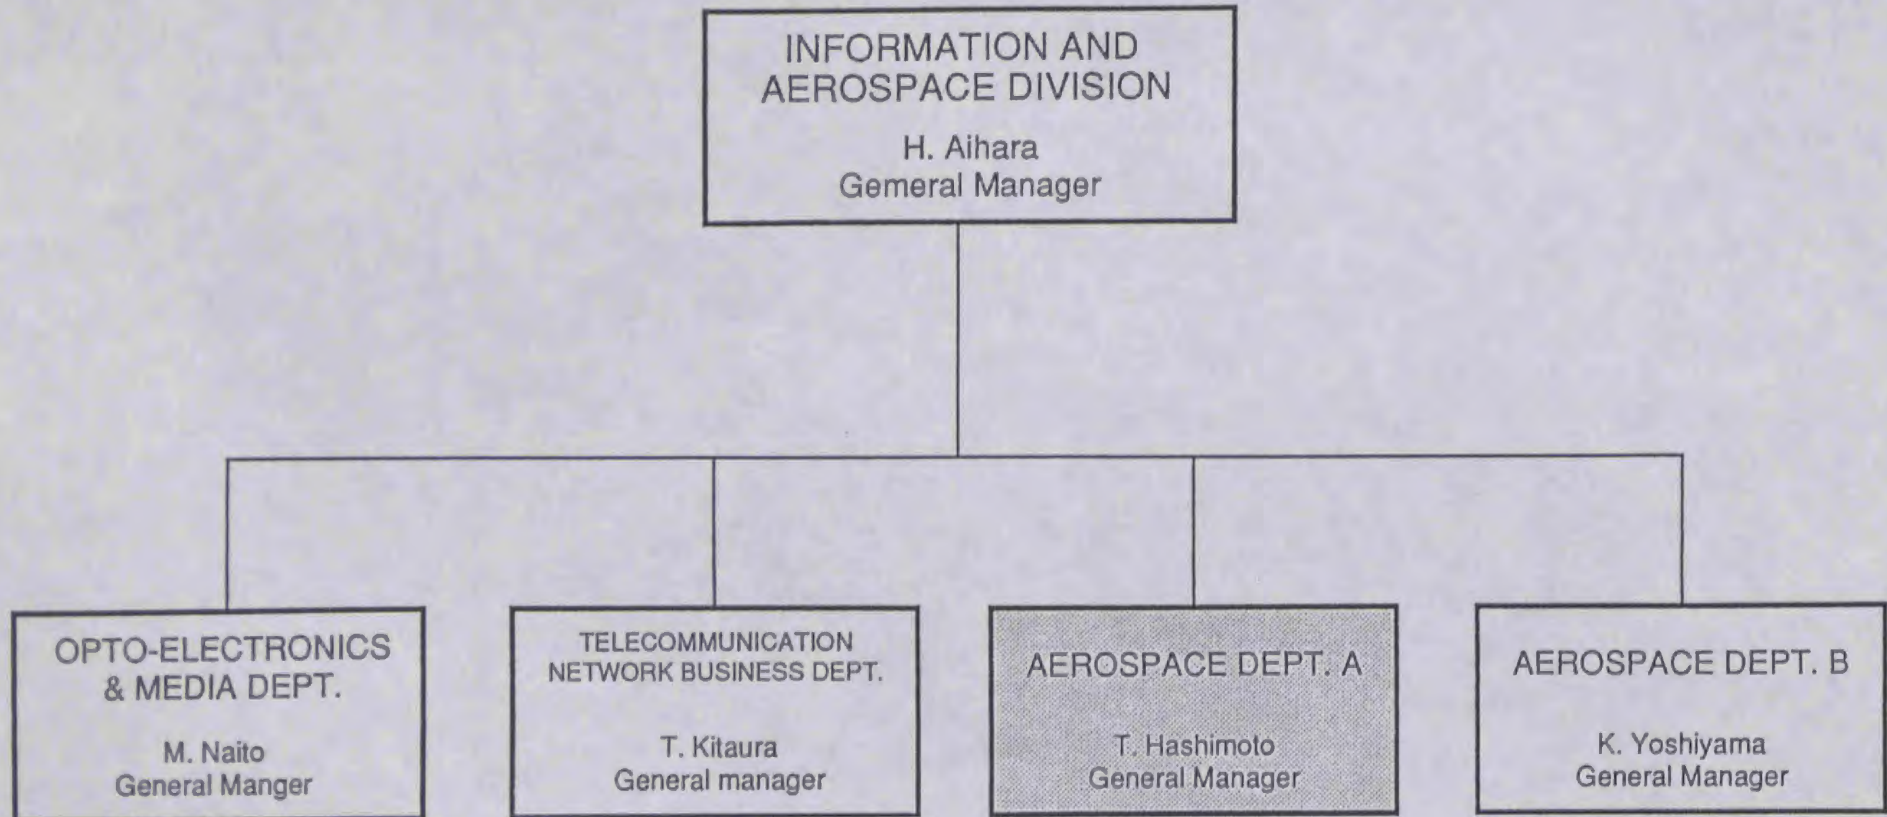 INFORMATION AND
AEROSPACE DIVISION
H. Aihara
Gemeral Manager
OPTO-ELECTRONICS
& MEDIA DEPT.
M. Naito
General Manger
TELECOMMUNICATION
NETWORK BUSINESS DEPT.
T. Kitaura
General manager
AEROSPACE DEPT. A
T. Hashimoto
General Manager
AEROSPACE DEPT. B
K. Yoshiyama
General Manager